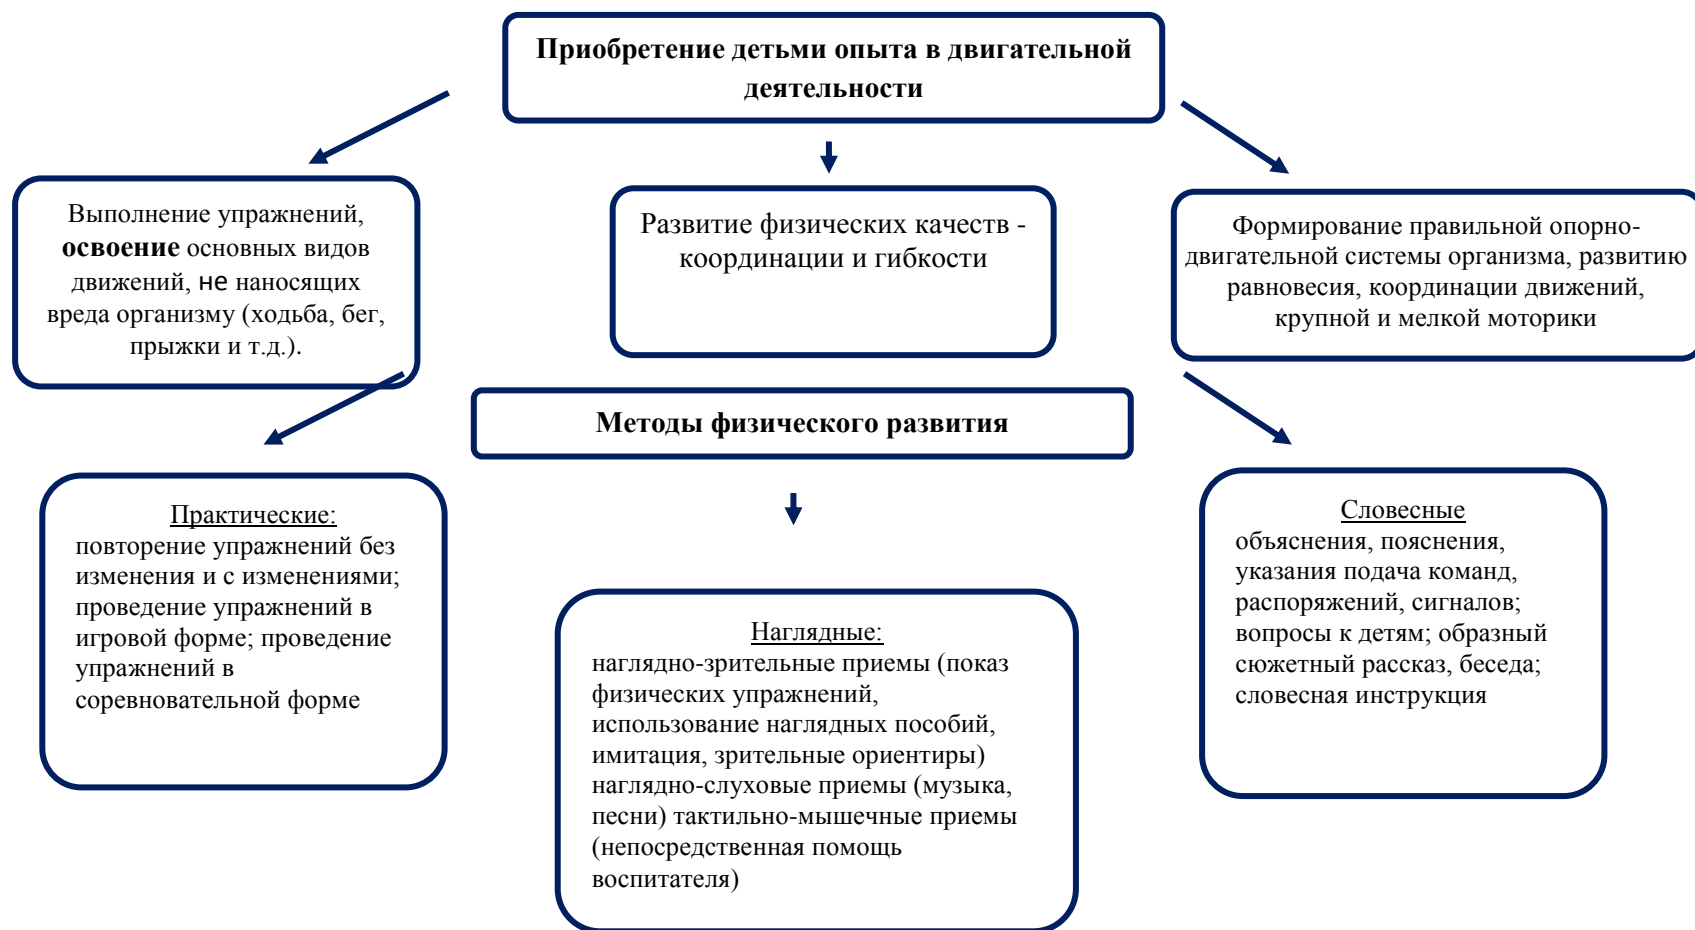 Приобретение детьми опыта в двигательной
деятельности
Выполнение упражнений,
освоение основных видов
движений, не наносящих
вреда организму (ходьба, бег,
прыжки и т.д.).
Развитие физических качеств -
координации и гибкости
Формирование правильной опорно-
двигательной системы организма, развитию
равновесия, координации движений,
крупной и мелкой моторики
Методы физического развития
Практические:
повторение упражнений без
изменения и с изменениями;
проведение упражнений в
игровой форме; проведение
упражнений в
соревновательной форме
Наглядные:
наглядно-зрительные приемы (показ
физических упражнений,
использование наглядных пособий,
имитация, зрительные ориентиры)
наглядно-слуховые приемы (музыка,
песни) тактильно-мышечные приемы
(непосредственная помощь
воспитателя)
Словесные
объяснения, пояснения,
указания подача команд,
распоряжений, сигналов;
вопросы к детям; образный
сюжетный рассказ, беседа;
словесная инструкция